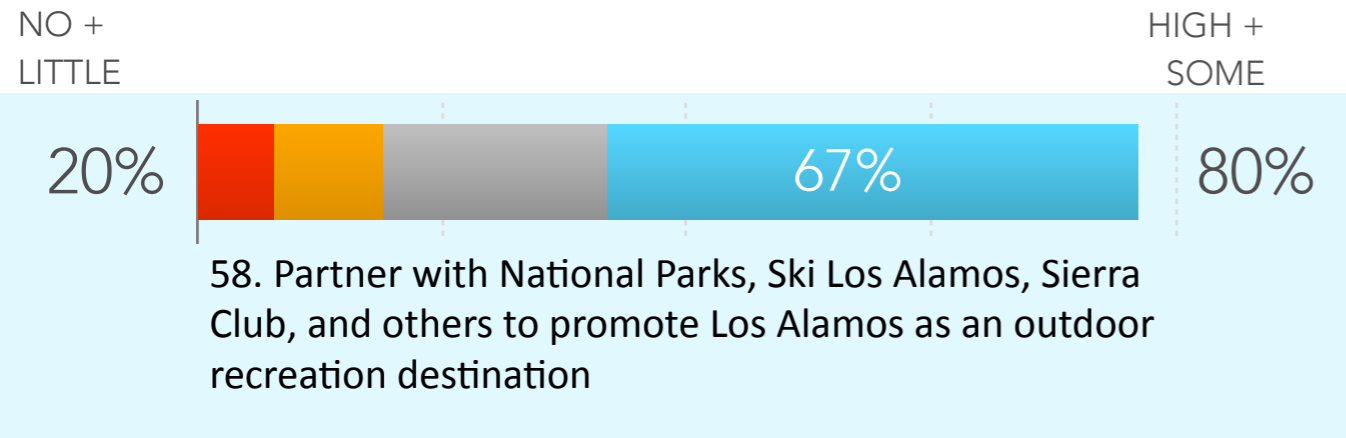 NO +
LITTLE
HIGH +
SOME
20%
67%
80%
58. Partner with National Parks, Ski Los Alamos, Sierra
Club, and others to promote Los Alamos as an outdoor
recreation destination